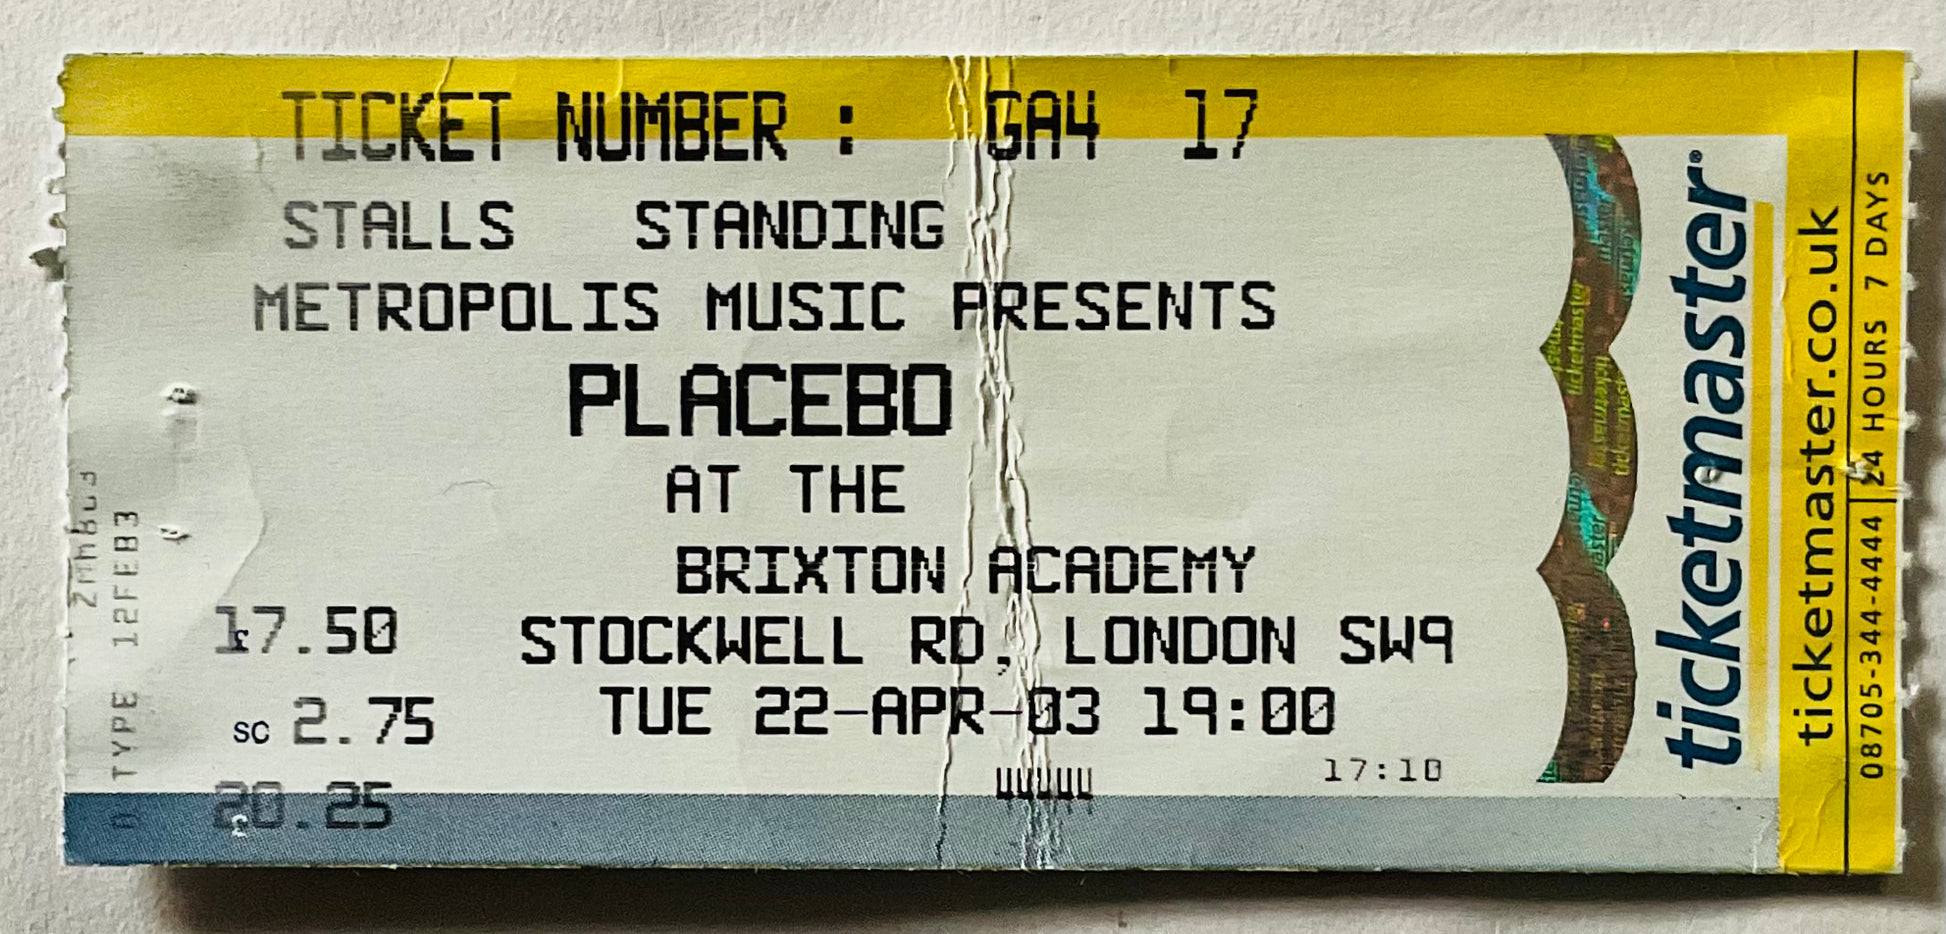 TICKET NUMBER : GA4 17
STALLS STANDING
METROPOLIS MUSIC PRESENTS
PLACEBO
AT THE
BRIXTON ACADEMY
STOCKWELL RD, LONDON SW9
TUE 22-APR-03 19:00
17:10
£17.50
SC 2.75
£20.25
TYPE 12FEB3
ticketmaster®
ticketmaster.co.uk
08705-344-4444 | 24 HOURS 7 DAYS
ticketmaster
ticketmaster